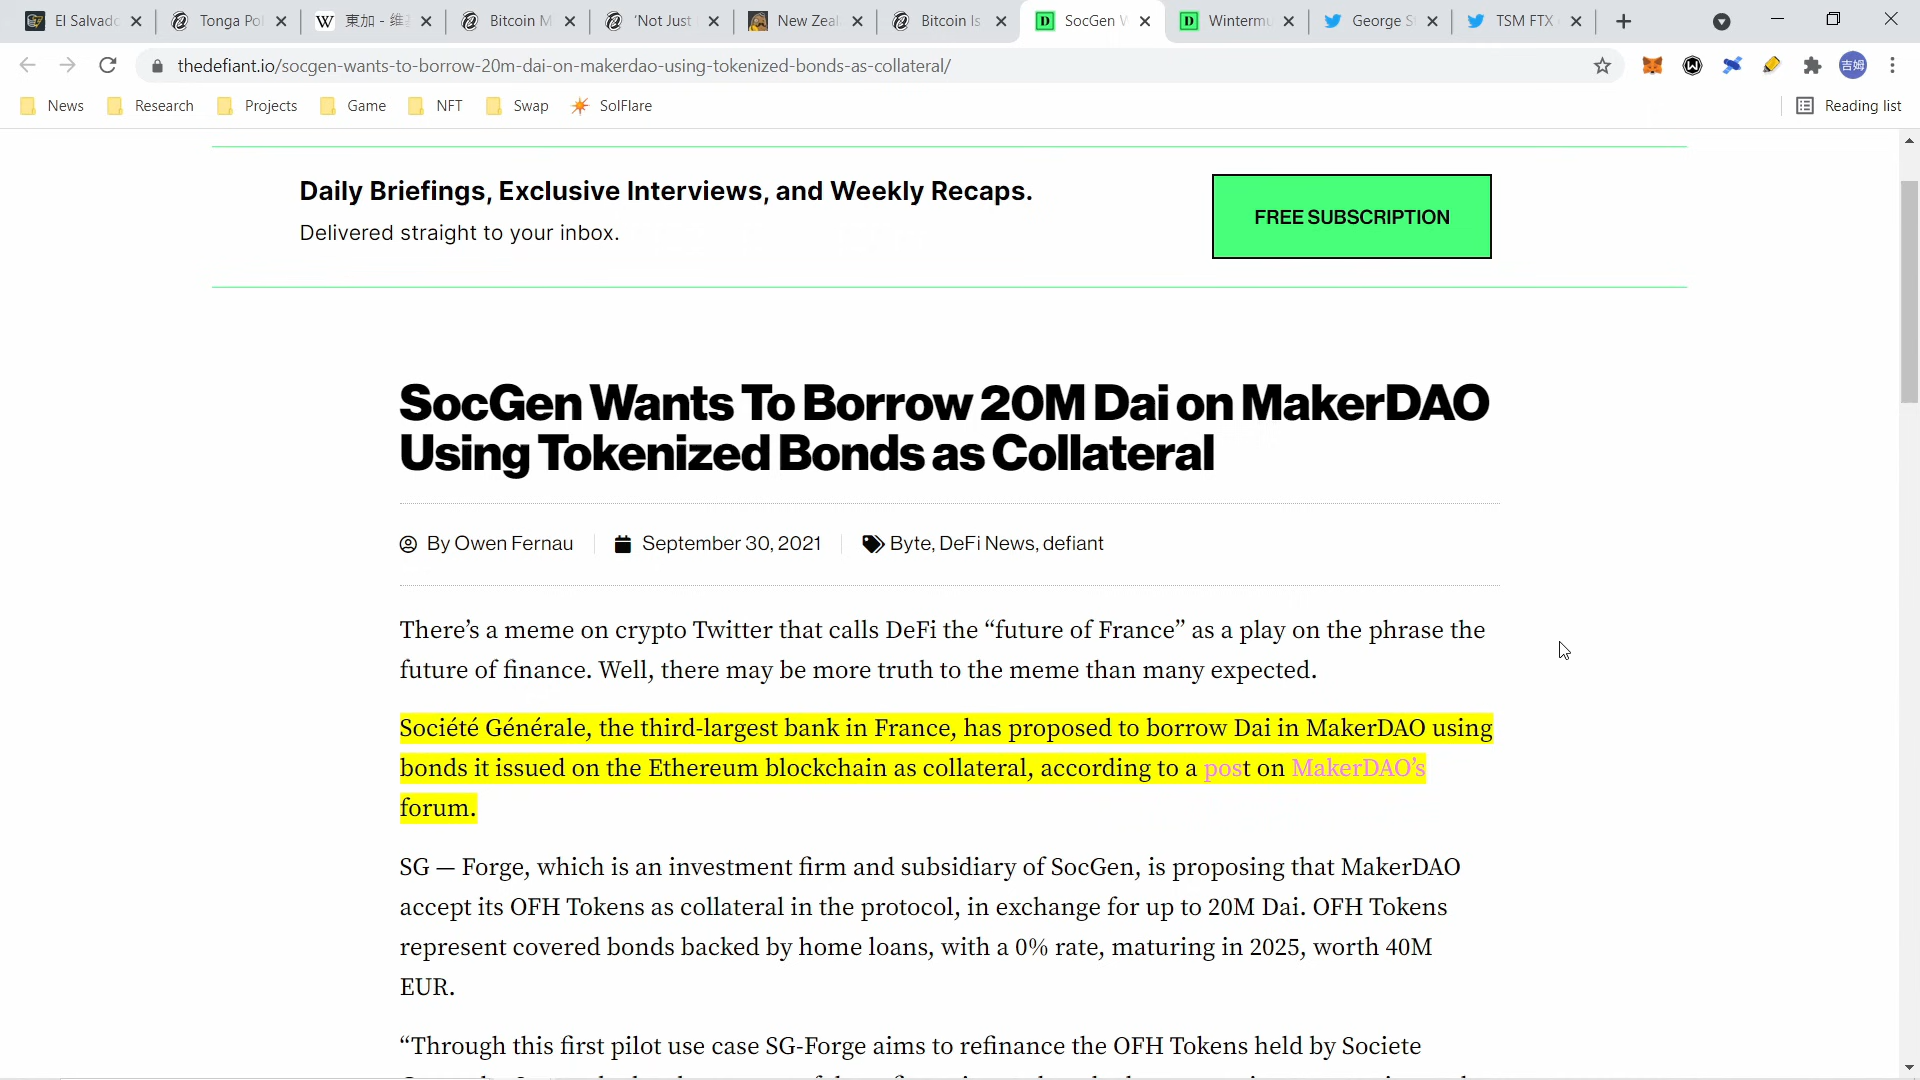 El Salvado
Tonga Pol
東加 - 維
Bitcoin M
'Not Just
New Zeal
Bitcoin Is
SocGen W
Wintermu
George S
TSM FTX
thedefiant.io/socgen-wants-to-borrow-20m-dai-on-makerdao-using-tokenized-bonds-as-collateral/
吉姆
News
Research
Projects
Game
NFT
Swap
SolFlare
Reading list
Daily Briefings, Exclusive Interviews, and Weekly Recaps.
Delivered straight to your inbox.
FREE SUBSCRIPTION
SocGen Wants To Borrow 20M Dai on MakerDAO
Using Tokenized Bonds as Collateral
By Owen Fernau
September 30, 2021
Byte, DeFi News, defiant
There’s a meme on crypto Twitter that calls DeFi the “future of France” as a play on the phrase the
future of finance. Well, there may be more truth to the meme than many expected.
Société Générale, the third-largest bank in France, has proposed to borrow Dai in MakerDAO using
bonds it issued on the Ethereum blockchain as collateral, according to a post on MakerDAO’s
forum.
SG — Forge, which is an investment firm and subsidiary of SocGen, is proposing that MakerDAO
accept its OFH Tokens as collateral in the protocol, in exchange for up to 20M Dai. OFH Tokens
represent covered bonds backed by home loans, with a 0% rate, maturing in 2025, worth 40M
EUR.
“Through this first pilot use case SG-Forge aims to refinance the OFH Tokens held by Societe